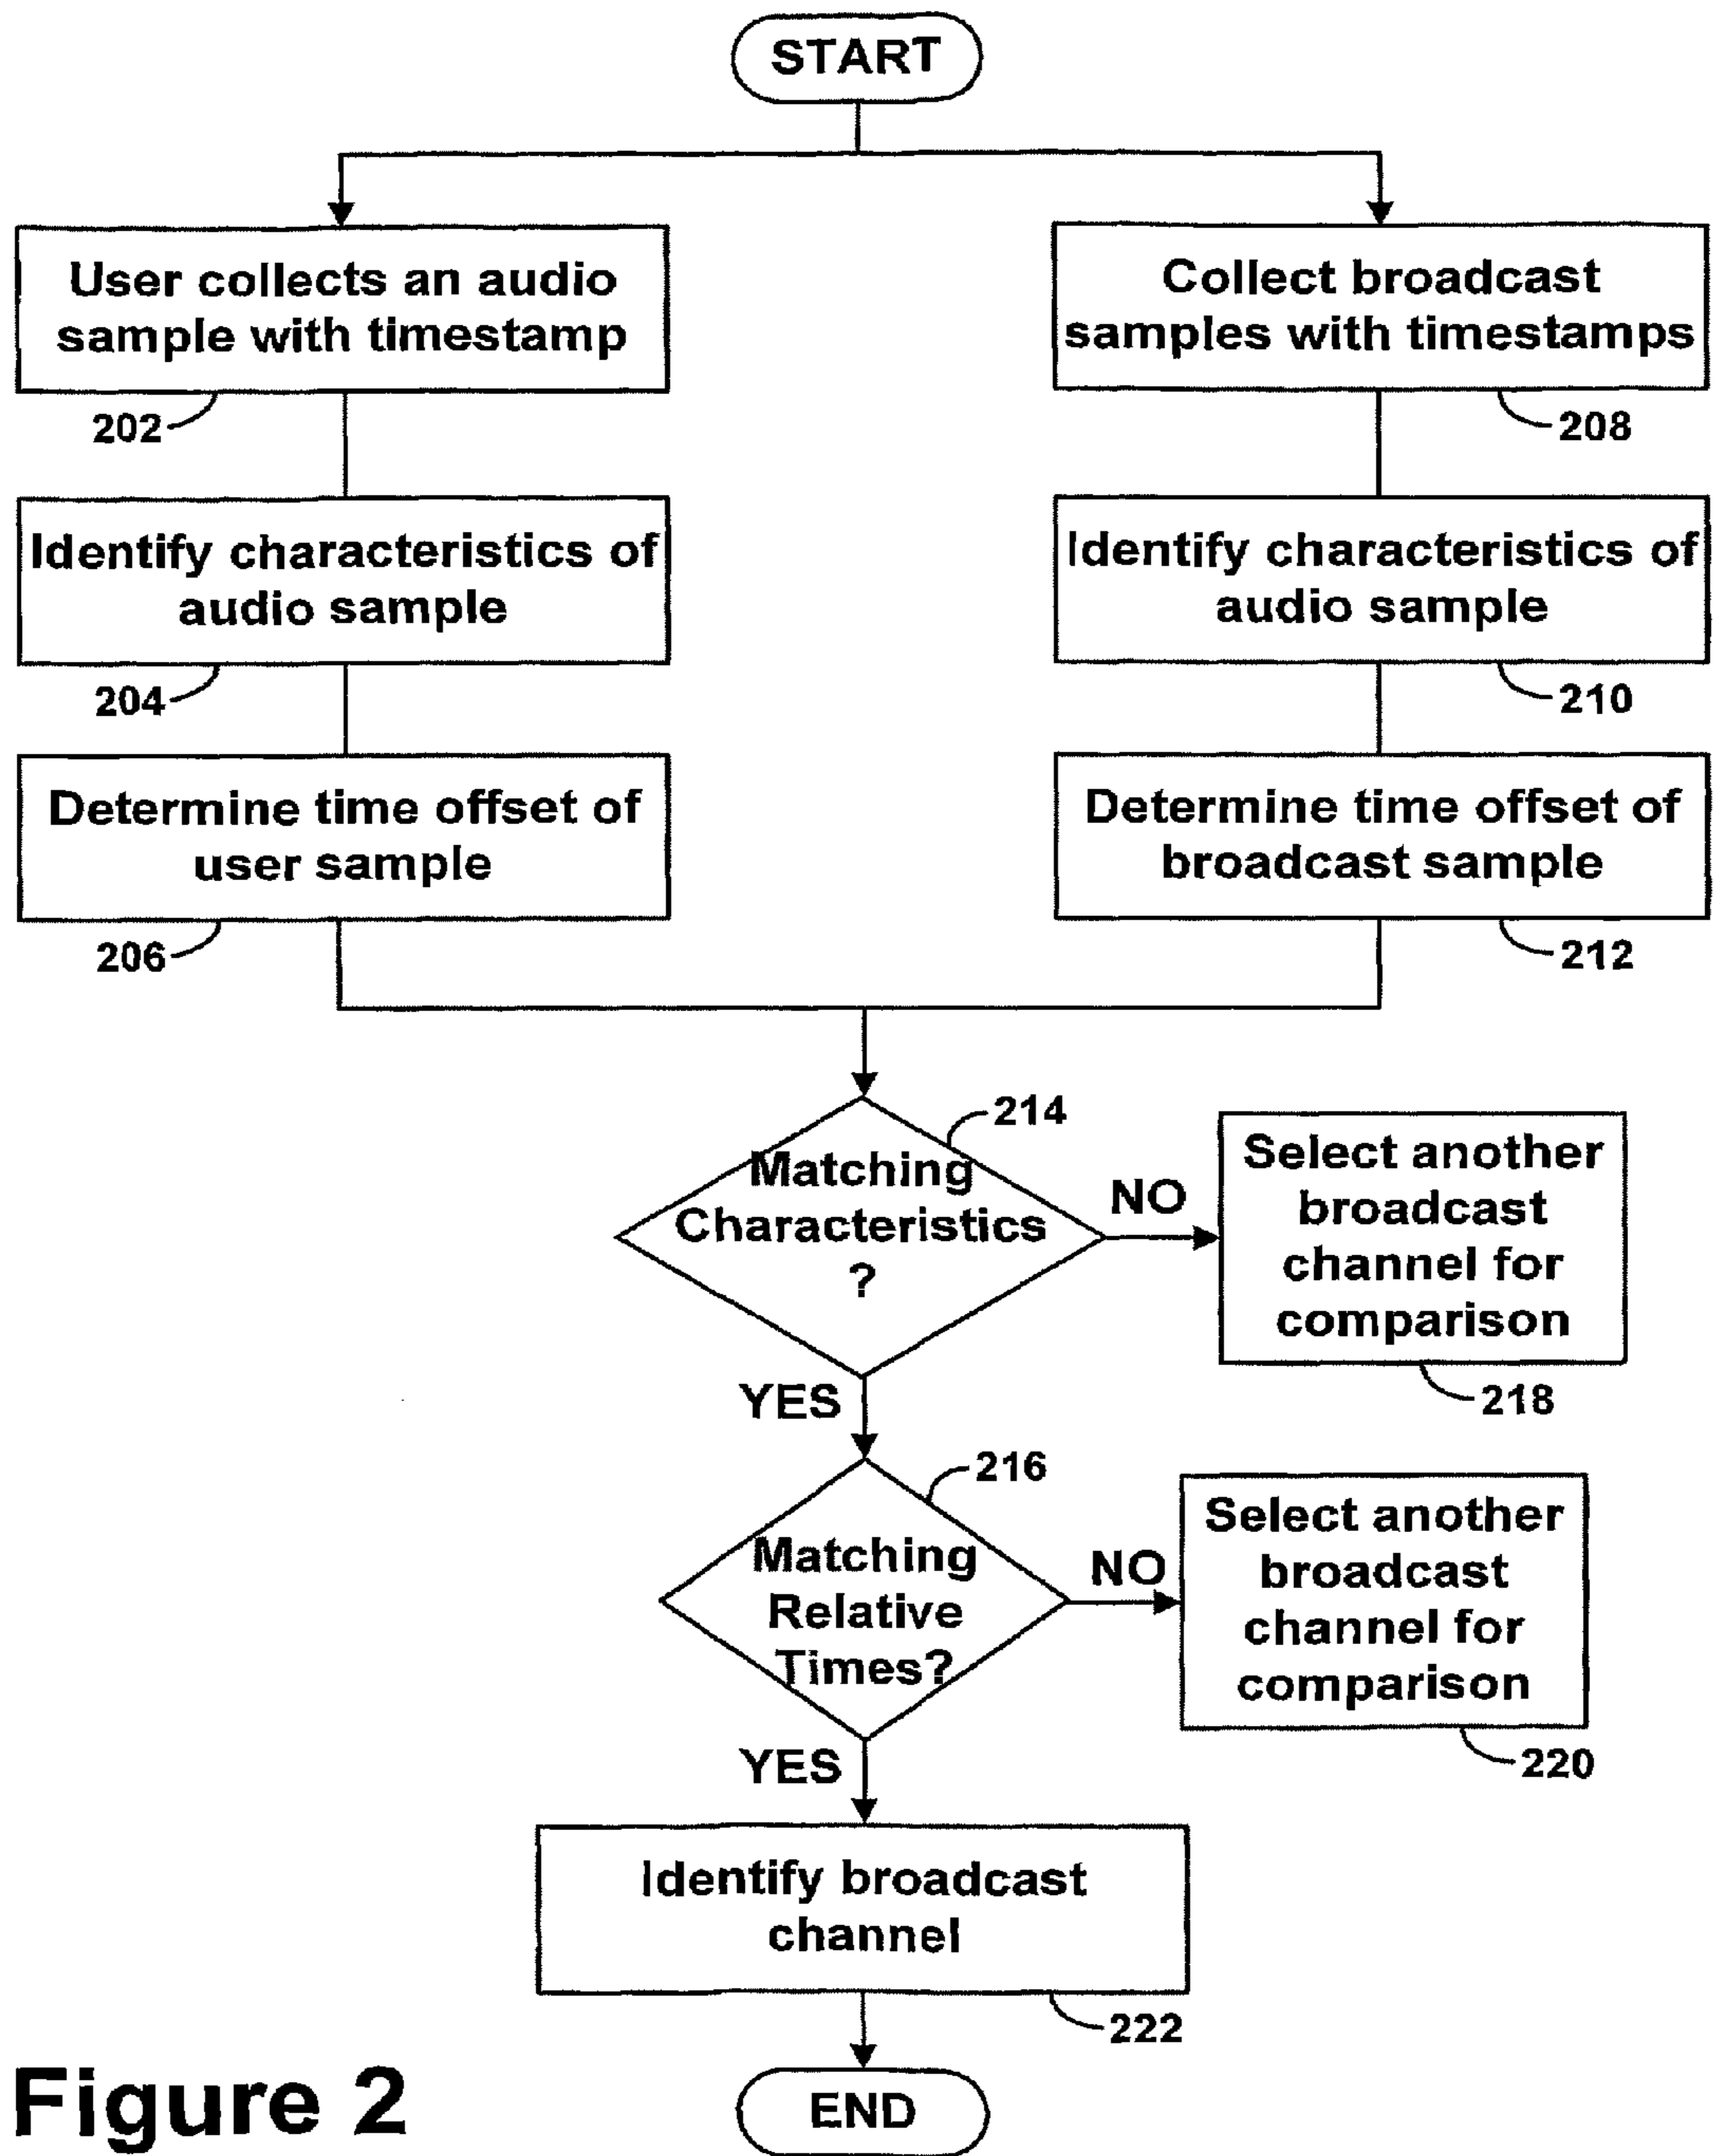 START
User collects an audio
sample with timestamp
202
Collect broadcast
samples with timestamps
208
Identify characteristics of
audio sample
204
Identify characteristics of
audio sample
210
Determine time offset of
user sample
206
Determine time offset of
broadcast sample
212
214
Matching
Characteristics
?
NO
Select another
broadcast
channel for
comparison
218
YES
216
Matching
Relative
Times?
NO
Select another
broadcast
channel for
comparison
220
YES
Identify broadcast
channel
222
END
Figure 2